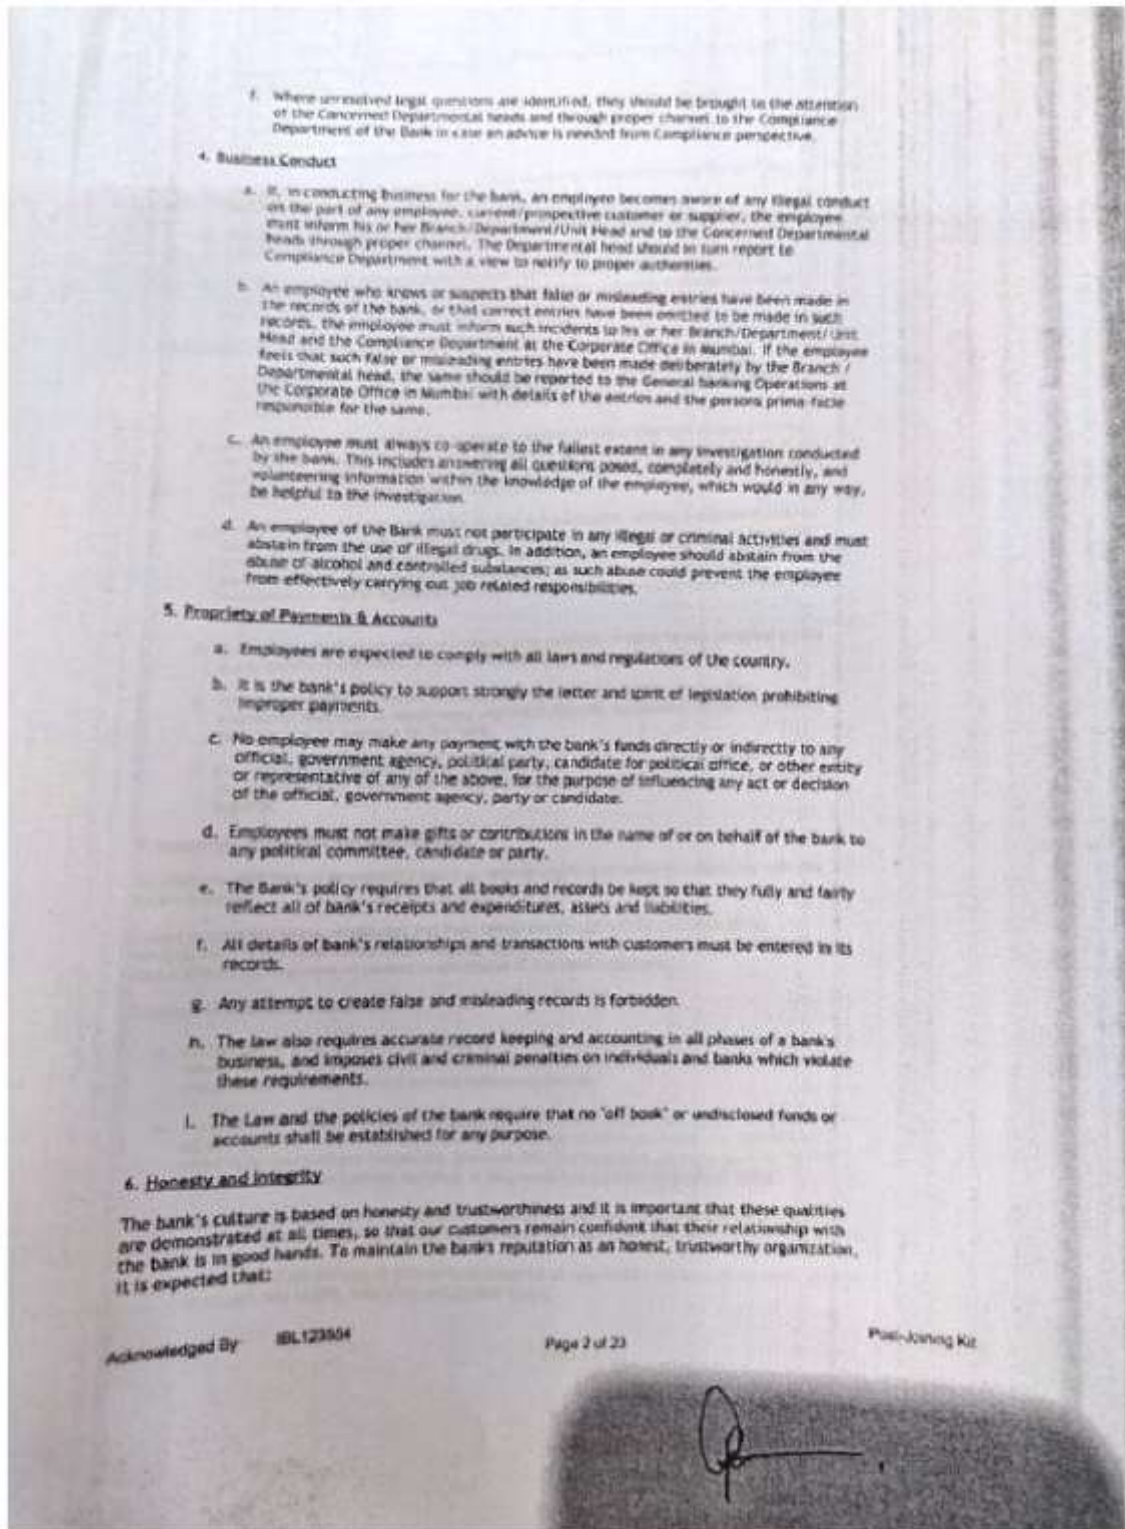 f. Where unresolved legal questions are identified, they should be brought to the attention
of the Concerned Departmental heads and through proper channel to the Compliance
Department of the Bank in case an advice is needed from Compliance perspective.
4. Business Conduct
a. If, in conducting business for the bank, an employee becomes aware of any illegal conduct
on the part of any employee, current/prospective customer or supplier, the employee
must inform his or her Branch/Department/Unit Head and to the Concerned Departmental
heads through proper channel. The Departmental head should in turn report to
Compliance Department with a view to notify to proper authorities.
b. An employee who knows or suspects that false or misleading entries have been made in
the records of the bank, or that correct entries have been omitted to be made in such
records, the employee must inform such incidents to his or her Branch/Department/Unit
Head and the Compliance Department at the Corporate Office in Mumbai. If the employee
feels that such false or misleading entries have been made deliberately by the Branch /
Departmental head, the same should be reported to the General banking Operations at
the Corporate Office in Mumbai with details of the entries and the persons prima-facie
responsible for the same.
c. An employee must always co-operate to the fullest extent in any investigation conducted
by the bank. This includes answering all questions posed, completely and honestly, and
volunteering information within the knowledge of the employee, which would in any way,
be helpful to the investigation
d. An employee of the Bank must not participate in any illegal or criminal activities and must
abstain from the use of illegal drugs. In addition, an employee should abstain from the
abuse of alcohol and controlled substances; as such abuse could prevent the employee
from effectively carrying out job related responsibilities.
5. Propriety of Payments & Accounts
a. Employees are expected to comply with all laws and regulations of the country.
b. It is the bank's policy to support strongly the letter and spirit of legislation prohibiting
improper payments.
c. No employee may make any payment with the bank's funds directly or indirectly to any
official, government agency, political party, candidate for political office, or other entity
or representative of any of the above, for the purpose of influencing any act or decision
of the official, government agency, party or candidate.
d. Employees must not make gifts or contributions in the name of or on behalf of the bank to
any political committee, candidate or party.
e. The Bank's policy requires that all books and records be kept so that they fully and fairly
reflect all of bank's receipts and expenditures, assets and liabilities.
f. All details of bank's relationships and transactions with customers must be entered in its
records.
g. Any attempt to create false and misleading records is forbidden.
h. The law also requires accurate record keeping and accounting in all phases of a bank's
business, and imposes civil and criminal penalties on individuals and banks which violate
these requirements.
i. The Law and the policies of the bank require that no "off book" or undisclosed funds or
accounts shall be established for any purpose.
6. Honesty and Integrity
The bank's culture is based on honesty and trustworthiness and it is important that these qualities
are demonstrated at all times, so that our customers remain confident that their relationship with
the bank is in good hands. To maintain the banks reputation as an honest, trustworthy organization,
it is expected that:
Acknowledged By IBL123504 Page 2 of 23 Post-Joining Kit